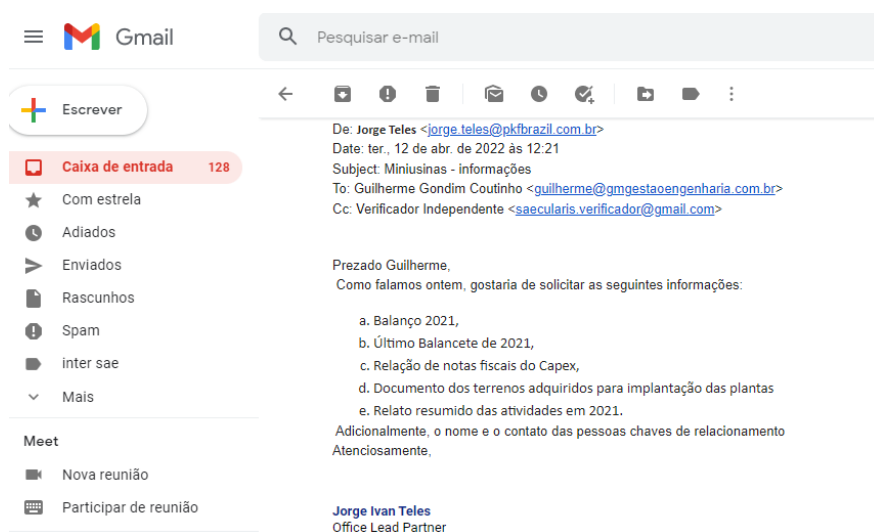 Gmail
Pesquisar e-mail
Escrever
Caixa de entrada 128
Com estrela
Adiados
Enviados
Rascunhos
Spam
inter sae
Mais
Meet
Nova reunião
Participar de reunião
De: Jorge Teles <jorge.teles@pkfbrazil.com.br>
Date: ter., 12 de abr. de 2022 às 12:21
Subject: Miniusinas - informações
To: Guilherme Gondim Coutinho <guilherme@gmgestaoengenharia.com.br>
Cc: Verificador Independente <saecularis.verificador@gmail.com>
Prezado Guilherme,
Como falamos ontem, gostaria de solicitar as seguintes informações:
a. Balanço 2021,
b. Último Balancete de 2021,
c. Relação de notas fiscais do Capex,
d. Documento dos terrenos adquiridos para implantação das plantas
e. Relato resumido das atividades em 2021.
Adicionalmente, o nome e o contato das pessoas chaves de relacionamento
Atenciosamente,
Jorge Ivan Teles
Office Lead Partner